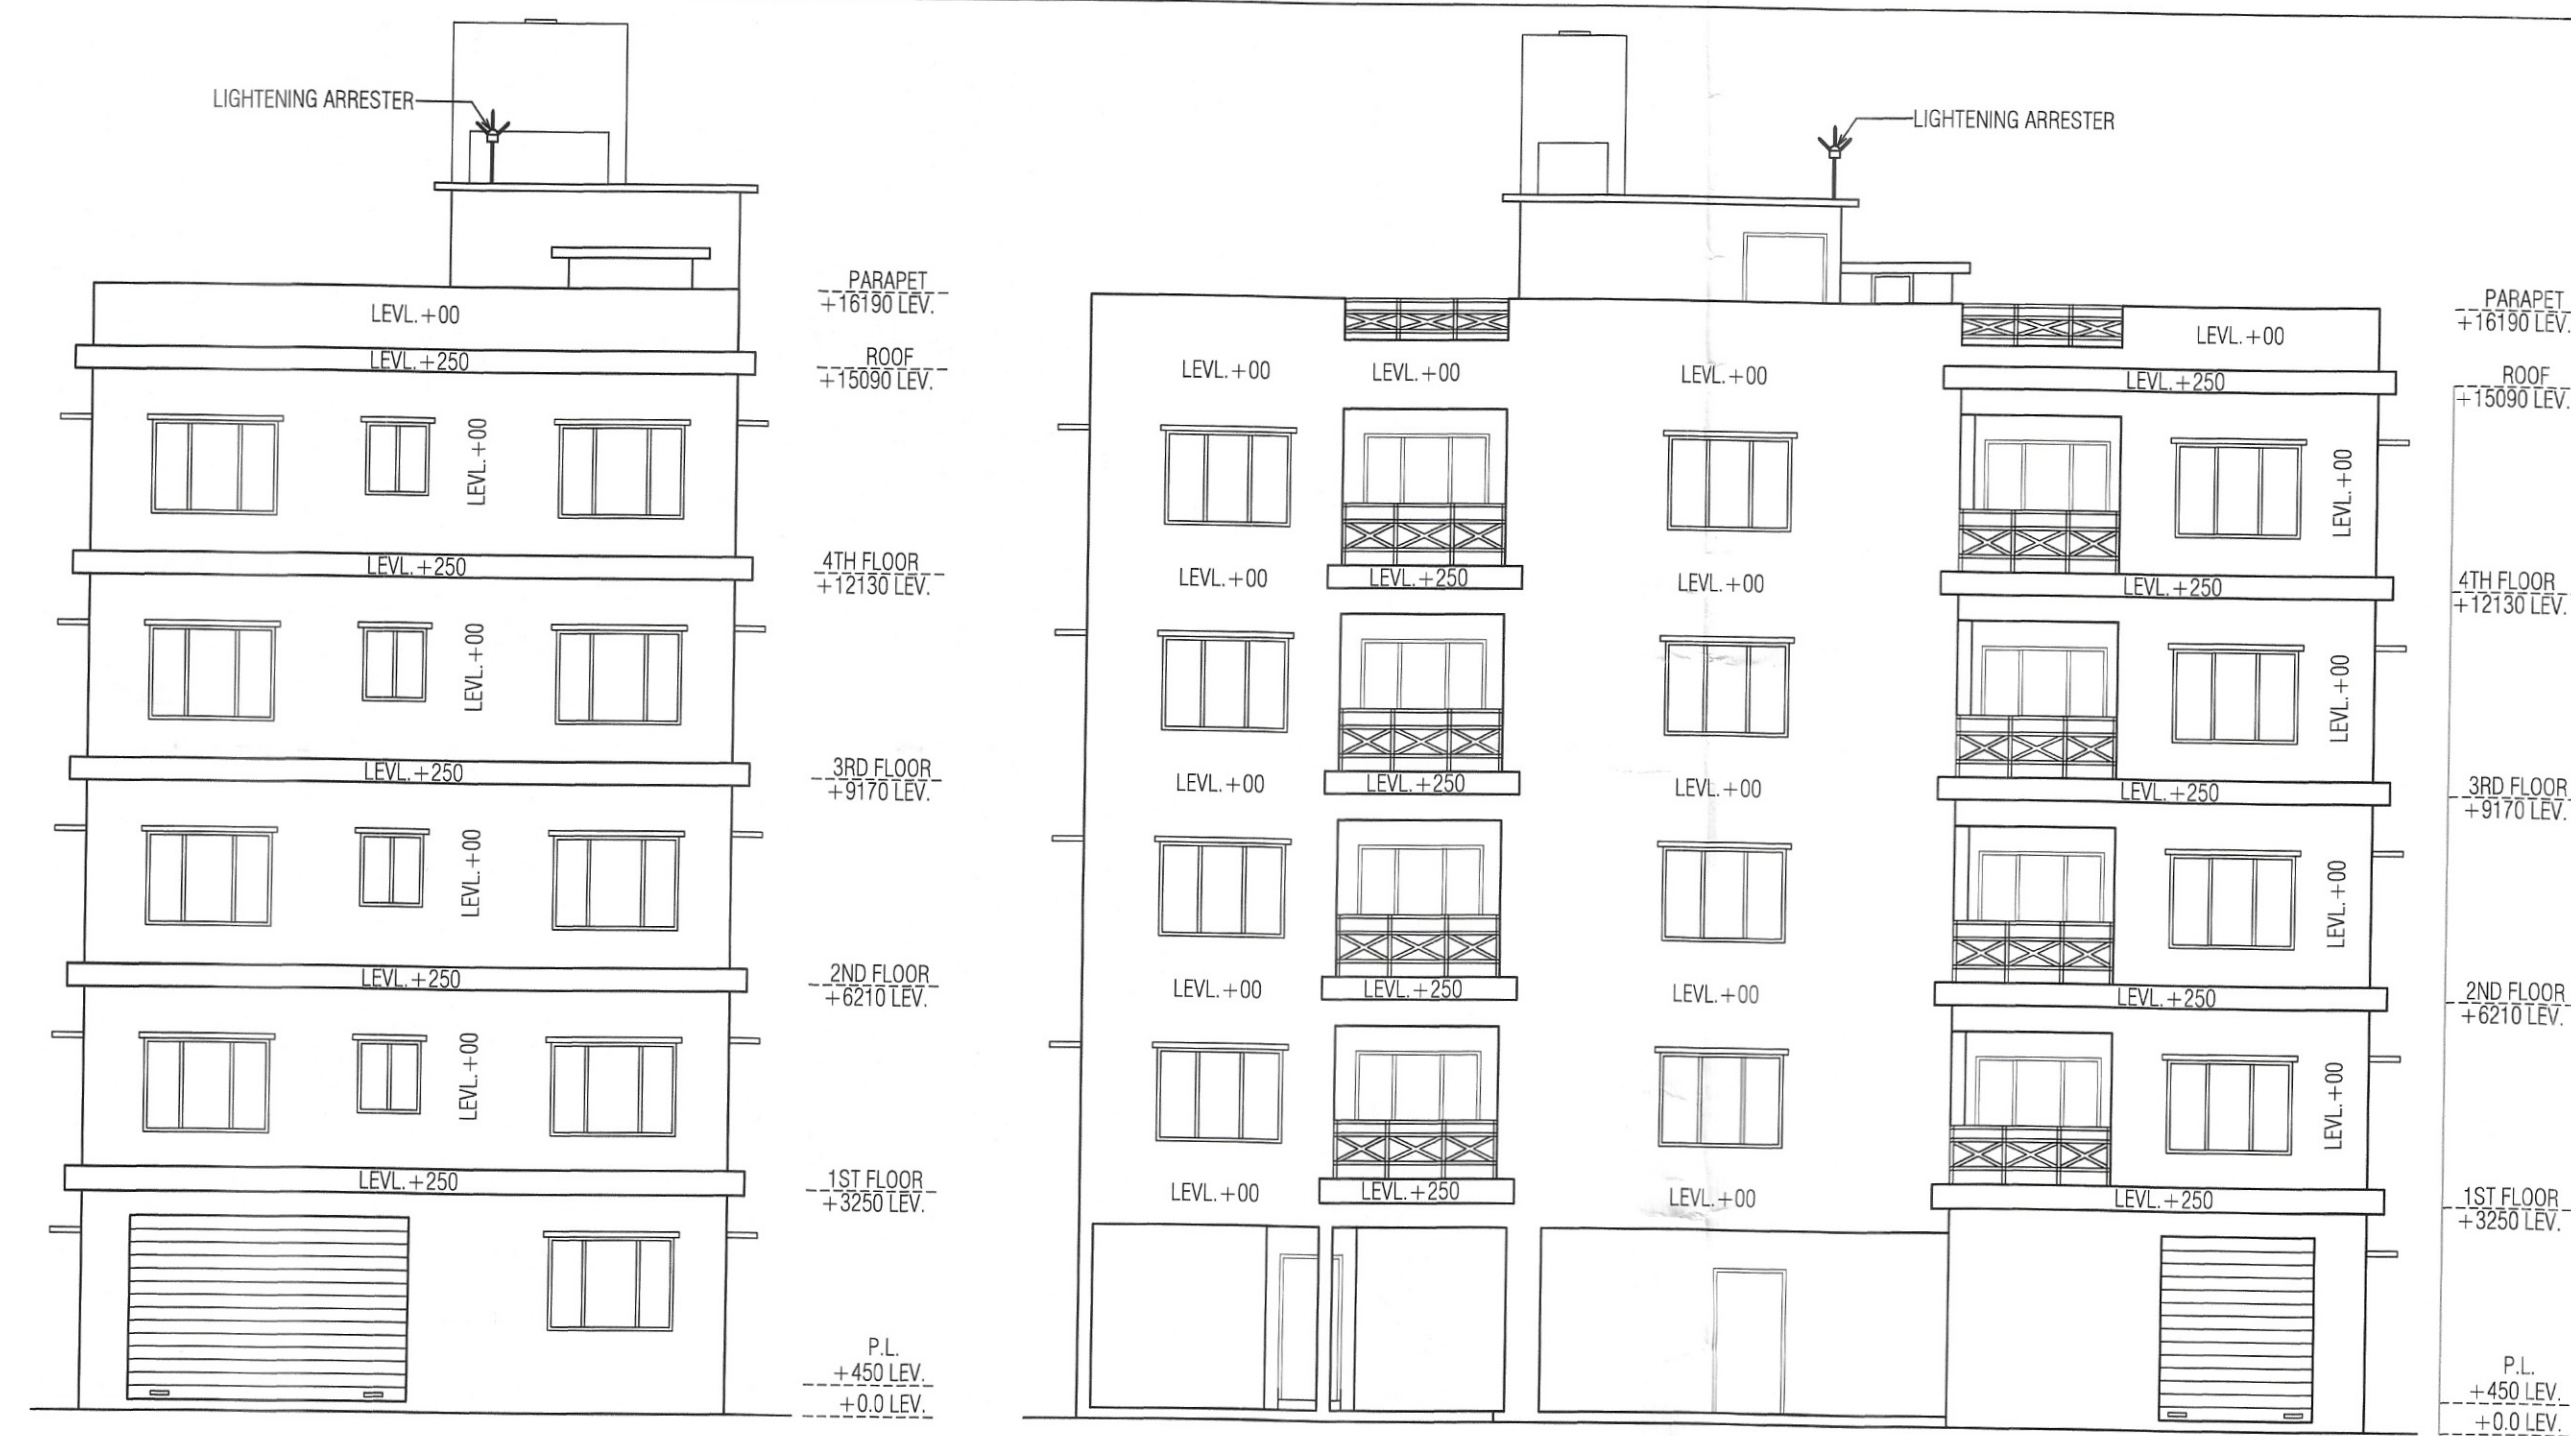 LIGHTENING ARRESTER
LEVL.+00
LEVL.+250
LEVL.+00
LEVL.+250
LEVL.+00
LEVL.+250
LEVL.+00
LEVL.+250
LEVL.+00
LEVL.+250
PARAPET
+16190 LEV.
ROOF
+15090 LEV.
4TH FLOOR
+12130 LEV.
3RD FLOOR
+9170 LEV.
2ND FLOOR
+6210 LEV.
1ST FLOOR
+3250 LEV.
P.L.
+450 LEV.
+0.0 LEV.
LIGHTENING ARRESTER
LEVL.+00
LEVL.+00 LEVL.+00 LEVL.+00
LEVL.+250
LEVL.+00
LEVL.+00 LEVL.+250 LEVL.+00 LEVL.+250
LEVL.+00
LEVL.+00 LEVL.+250 LEVL.+00 LEVL.+250
LEVL.+00
LEVL.+00 LEVL.+250 LEVL.+00 LEVL.+250
LEVL.+00
LEVL.+00 LEVL.+250 LEVL.+00 LEVL.+250
PARAPET
+16190 LEV.
ROOF
+15090 LEV.
4TH FLOOR
+12130 LEV.
3RD FLOOR
+9170 LEV.
2ND FLOOR
+6210 LEV.
1ST FLOOR
+3250 LEV.
P.L.
+450 LEV.
+0.0 LEV.